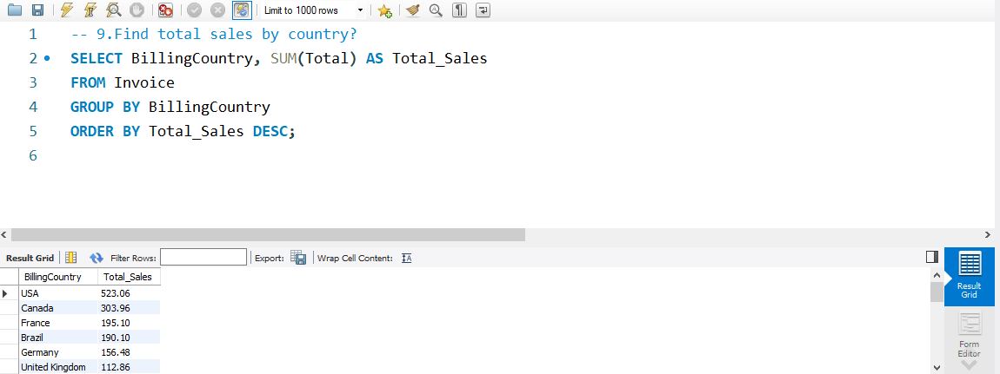 Limit to 1000 rows
1 -- 9.Find total sales by country?
2 SELECT BillingCountry, SUM(Total) AS Total_Sales
3 FROM Invoice
4 GROUP BY BillingCountry
5 ORDER BY Total_Sales DESC;
6
Result Grid Filter Rows: Export: Wrap Cell Content:
BillingCountry Total_Sales
USA 523.06
Canada 303.96
France 195.10
Brazil 190.10
Germany 156.48
United Kingdom 112.86
Result
Grid
Form
Editor